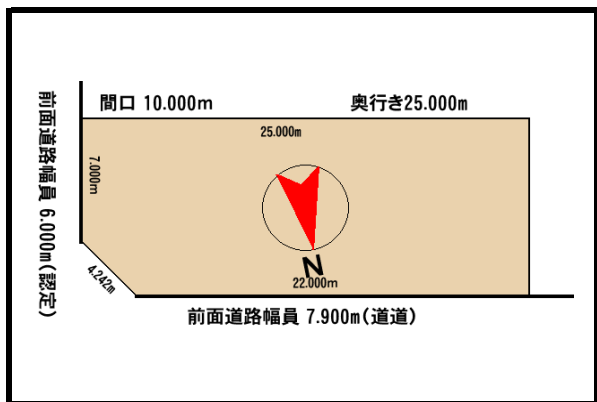 間口 10.000m
奥行き25.000m
25.000m
前面道路幅員 6.000m(認定)
7.000m
4.242m
N
22.000m
前面道路幅員 7.900m(道道)